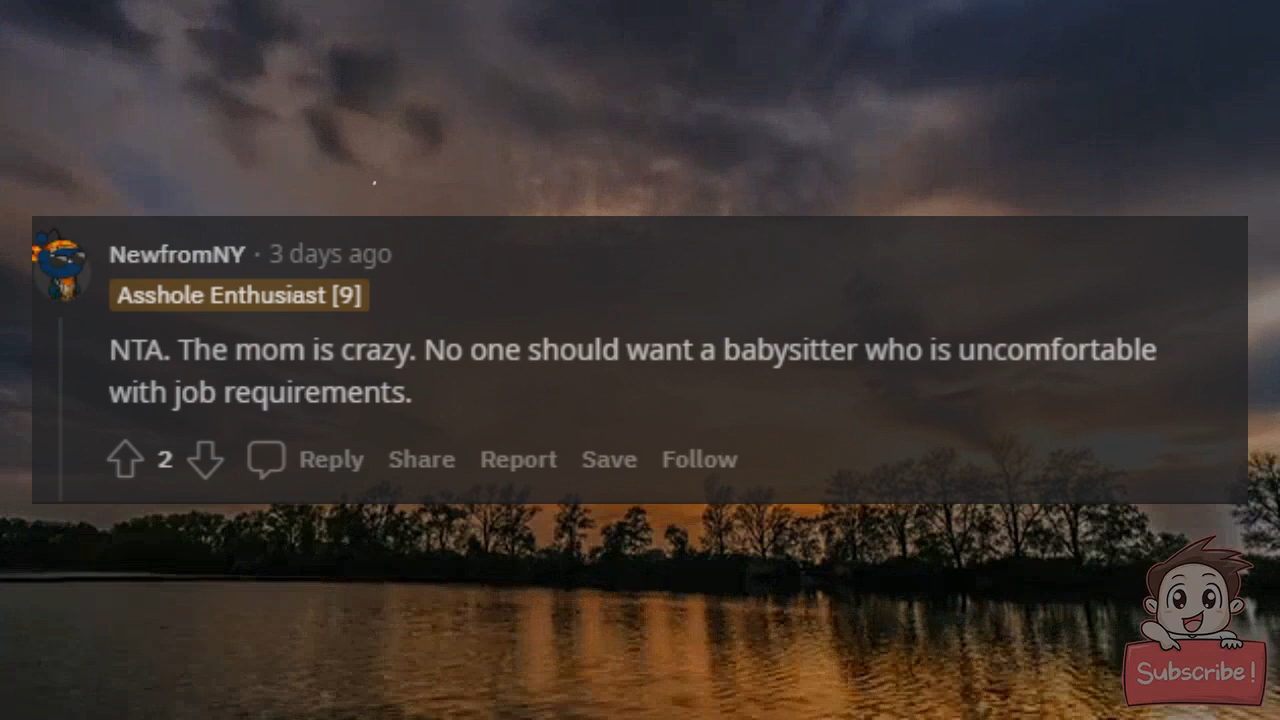 NewfromNY · 3 days ago
Asshole Enthusiast [9]
NTA. The mom is crazy. No one should want a babysitter who is uncomfortable
with job requirements.
2 Reply Share Report Save Follow
Subscribe!